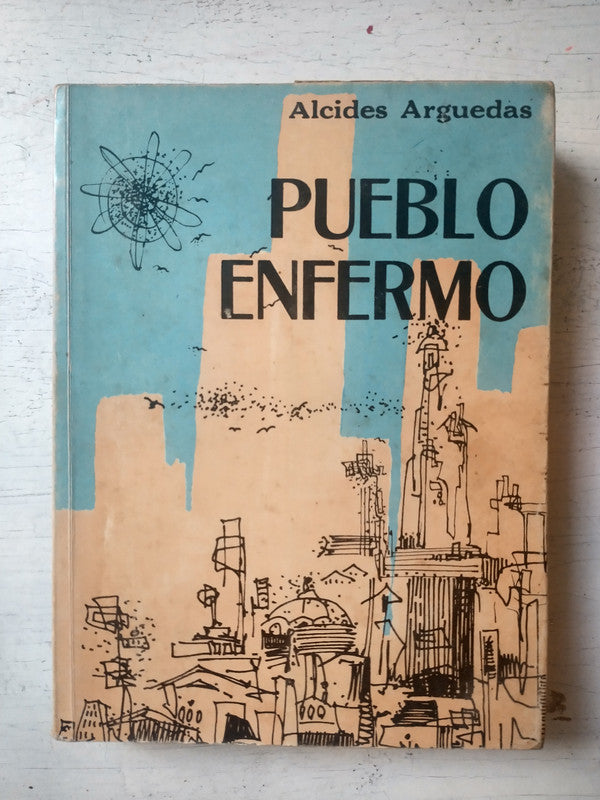 Alcides Arguedas
PUEBLO
ENFERMO